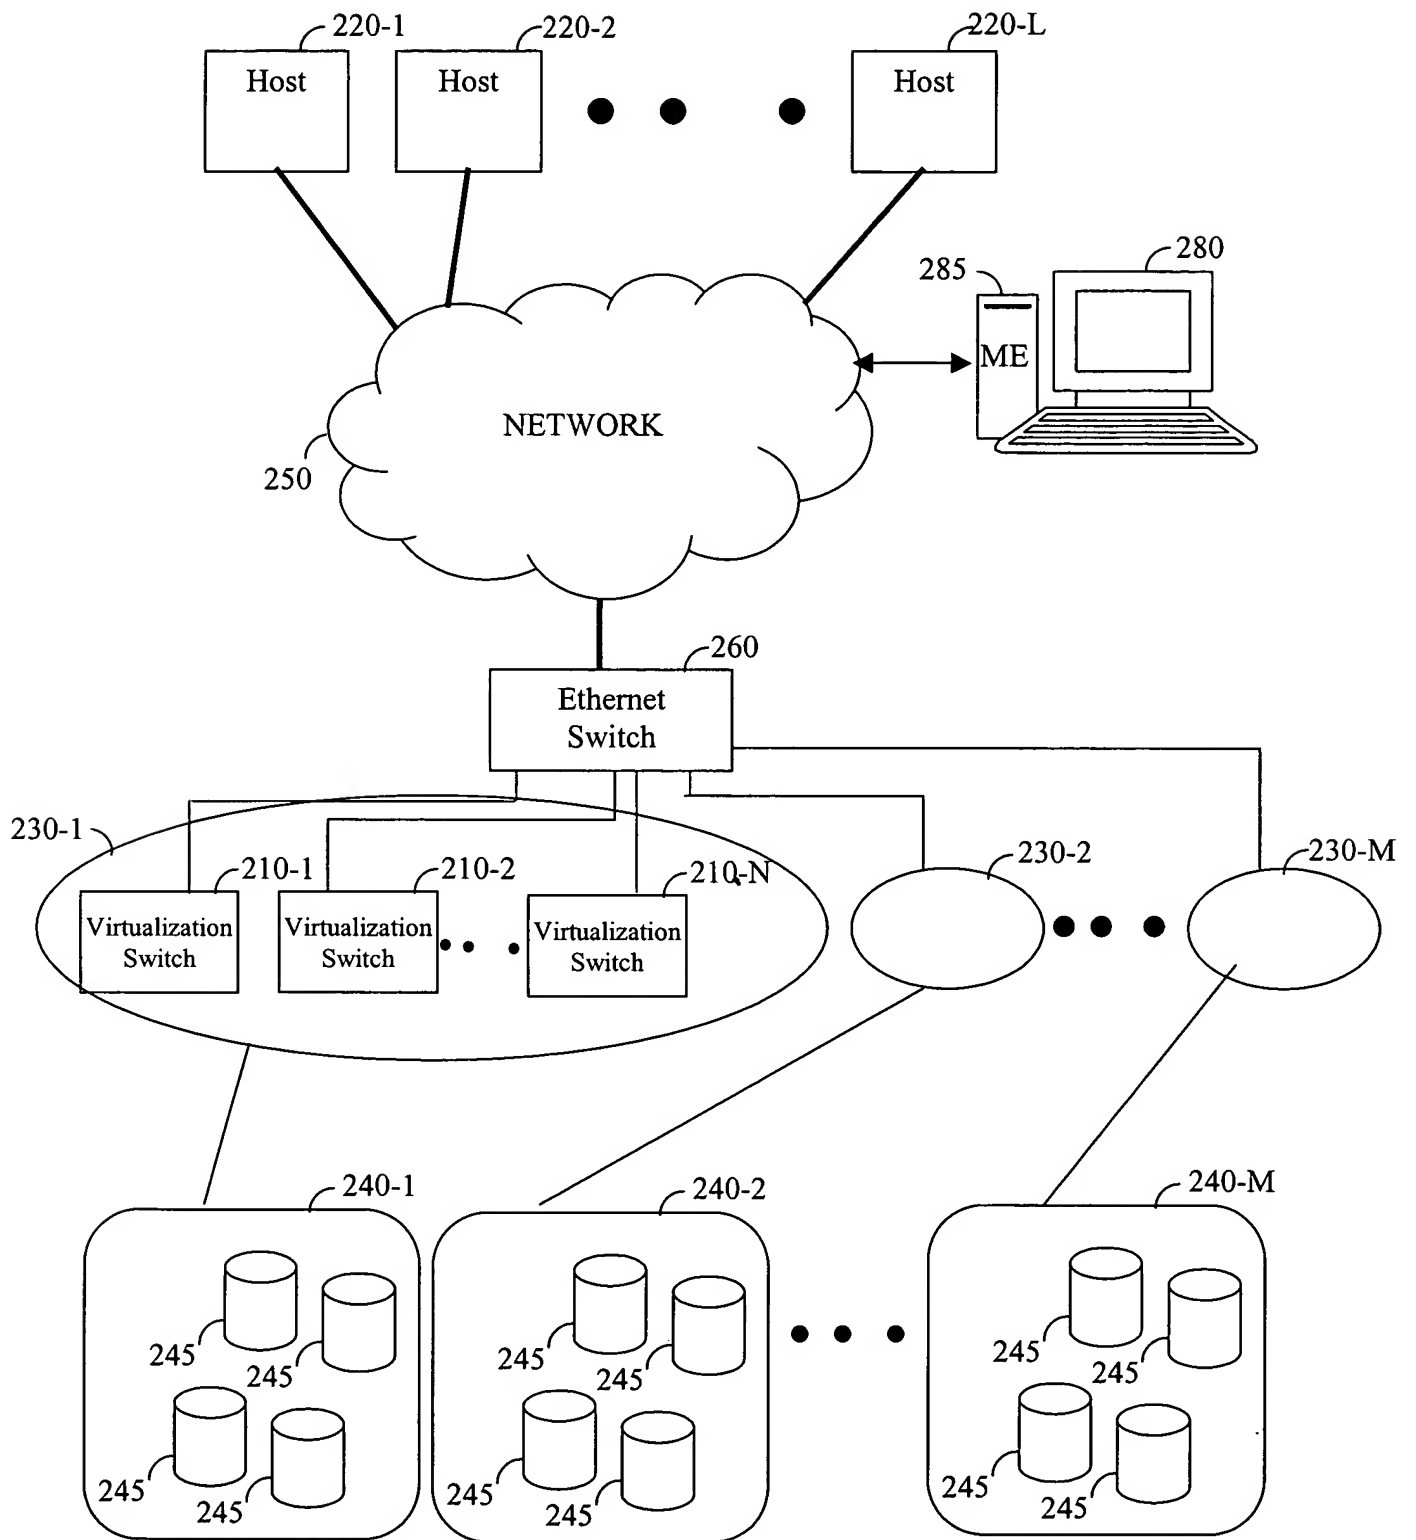 220-1
220-2
220-L
Host
Host
Host
285
280
ME
NETWORK
250
260
Ethernet
Switch
230-1
210-1
210-2
210-N
230-2
230-M
Virtualization
Switch
Virtualization
Switch
Virtualization
Switch
240-1
240-2
240-M
245
245
245
245
245
245
245
245
245
245
245
245